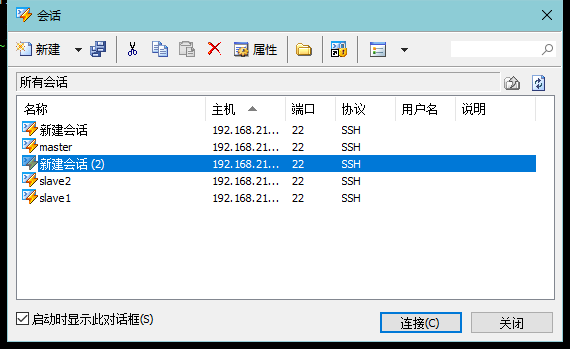 会话
新建 属性
所有会话
名称 主机 端口 协议 用户名 说明
新建会话 192.168.21... 22 SSH
master 192.168.21... 22 SSH
新建会话 (2) 192.168.21... 22 SSH
slave2 192.168.21... 22 SSH
slave1 192.168.21... 22 SSH
启动时显示此对话框(S) 连接(C) 关闭